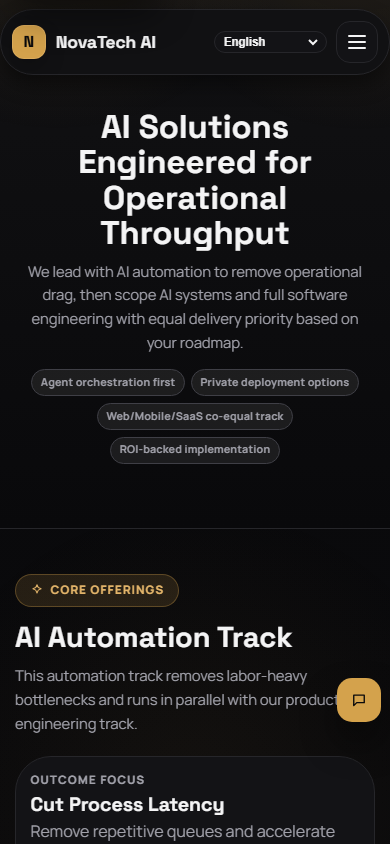 N NovaTech AI English
AI Solutions
Engineered for
Operational
Throughput
We lead with AI automation to remove operational
drag, then scope AI systems and full software
engineering with equal delivery priority based on
your roadmap.
Agent orchestration first Private deployment options
Web/Mobile/SaaS co-equal track
ROI-backed implementation
CORE OFFERINGS
AI Automation Track
This automation track removes labor-heavy
bottlenecks and runs in parallel with our product
engineering track.
OUTCOME FOCUS
Cut Process Latency
Remove repetitive queues and accelerate